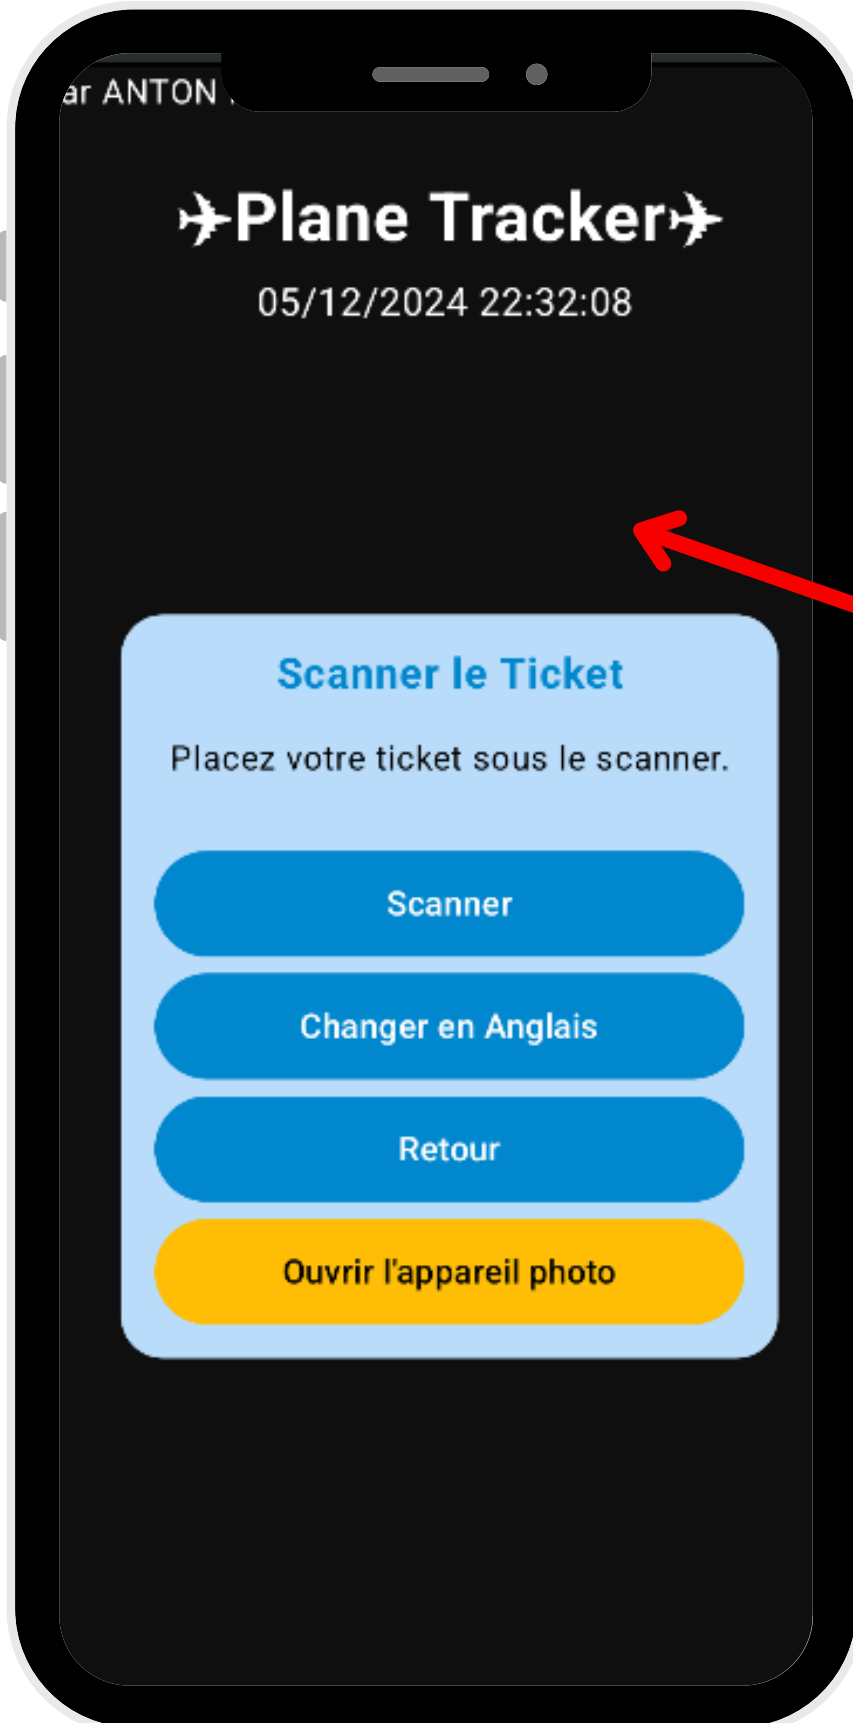 ar ANTON
✈Plane Tracker✈
05/12/2024 22:32:08
Scanner le Ticket
Placez votre ticket sous le scanner.
Scanner
Changer en Anglais
Retour
Ouvrir l'appareil photo